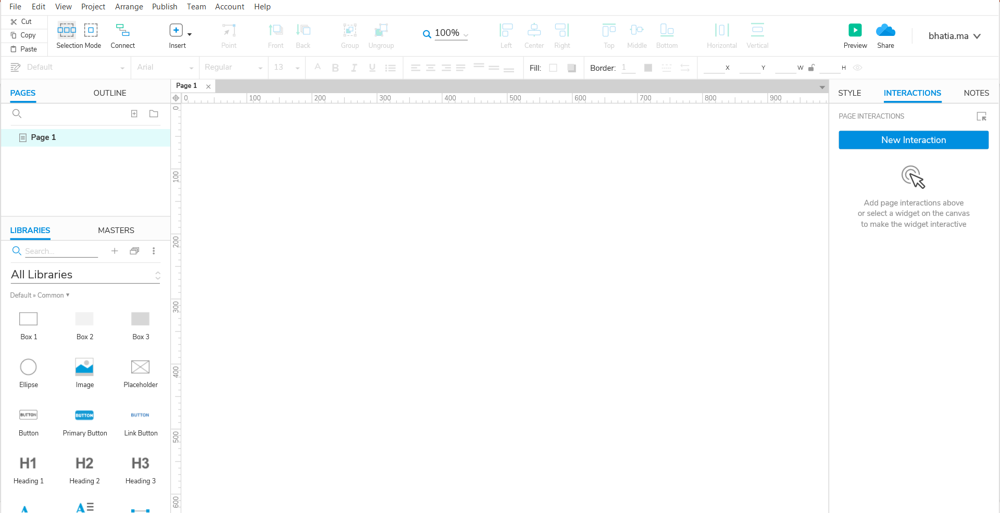 File Edit View Project Arrange Publish Team Account Help
Cut
Copy
Paste
Selection Mode Connect Insert Point Front Back Group Ungroup 100% Left Center Right Top Middle Bottom Horizontal Vertical Preview Share bhatia.ma
Default Arial Regular 13 A B I U Fill: Border: 1 X Y W H
PAGES OUTLINE
Page 1
0 100 200 300 400 500 600 700 800 900
STYLE INTERACTIONS NOTES
Page 1
0
100
200
300
400
500
600
PAGE INTERACTIONS
New Interaction
Add page interactions above
or select a widget on the canvas
to make the widget interactive
LIBRARIES MASTERS
Search...
All Libraries
Default » Common
Box 1 Box 2 Box 3
Ellipse Image Placeholder
BUTTON BUTTON BUTTON
Button Primary Button Link Button
H1 H2 H3
Heading 1 Heading 2 Heading 3
A A